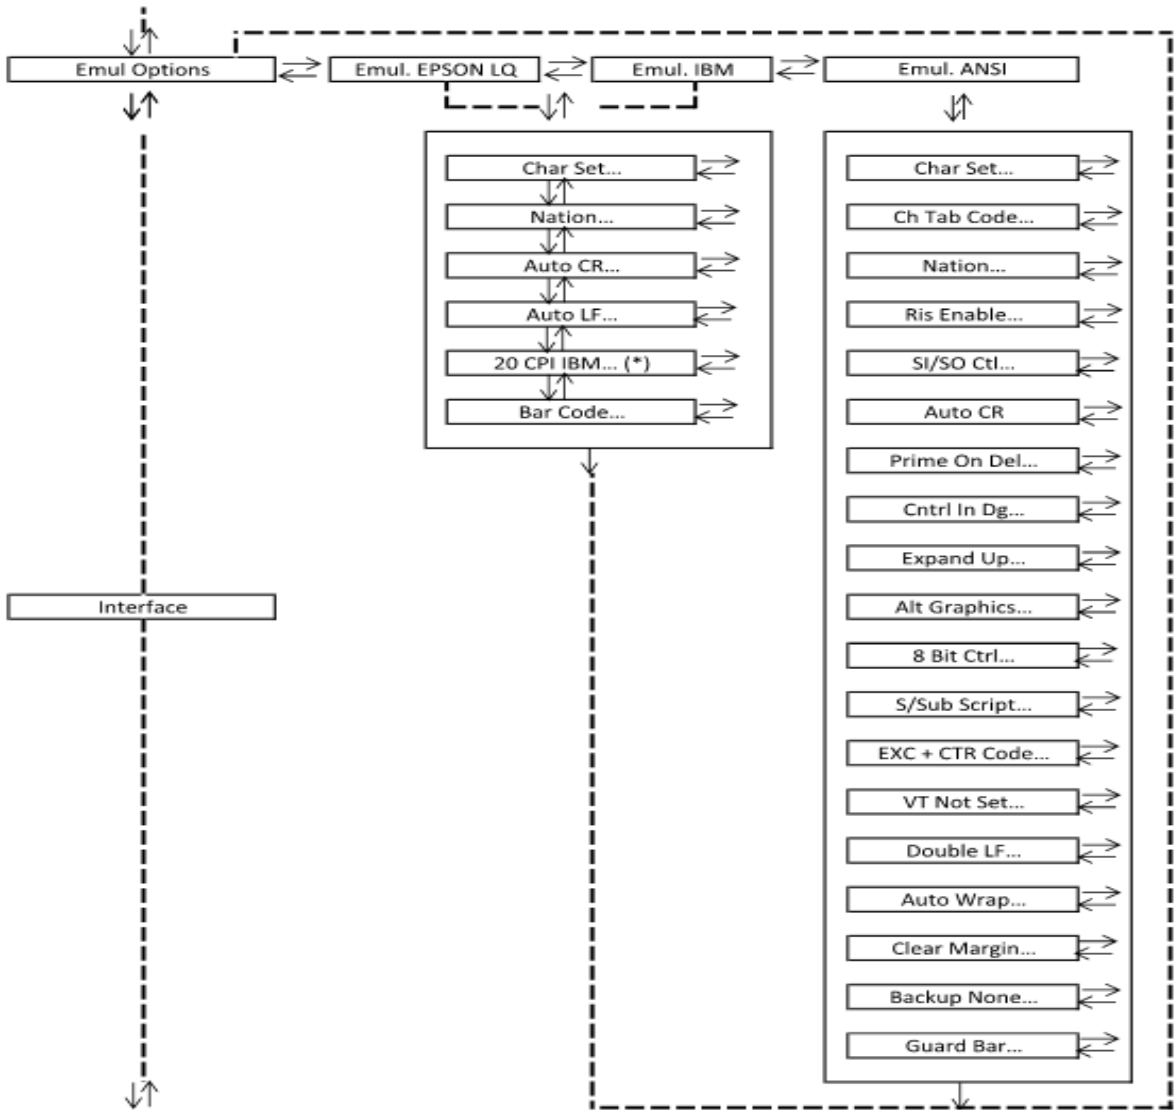 Emul Options
Emul. EPSON LQ
Emul. IBM
Emul. ANSI
Char Set...
Nation...
Auto CR...
Auto LF...
20 CPI IBM... (*)
Bar Code...
Char Set...
Ch Tab Code...
Nation...
Ris Enable...
SI/SO Ctl...
Auto CR
Prime On Del...
Cntrl In Dg...
Expand Up...
Alt Graphics...
8 Bit Ctrl...
S/Sub Script...
EXC + CTR Code...
VT Not Set...
Double LF...
Auto Wrap...
Clear Margin...
Backup None...
Guard Bar...
Interface